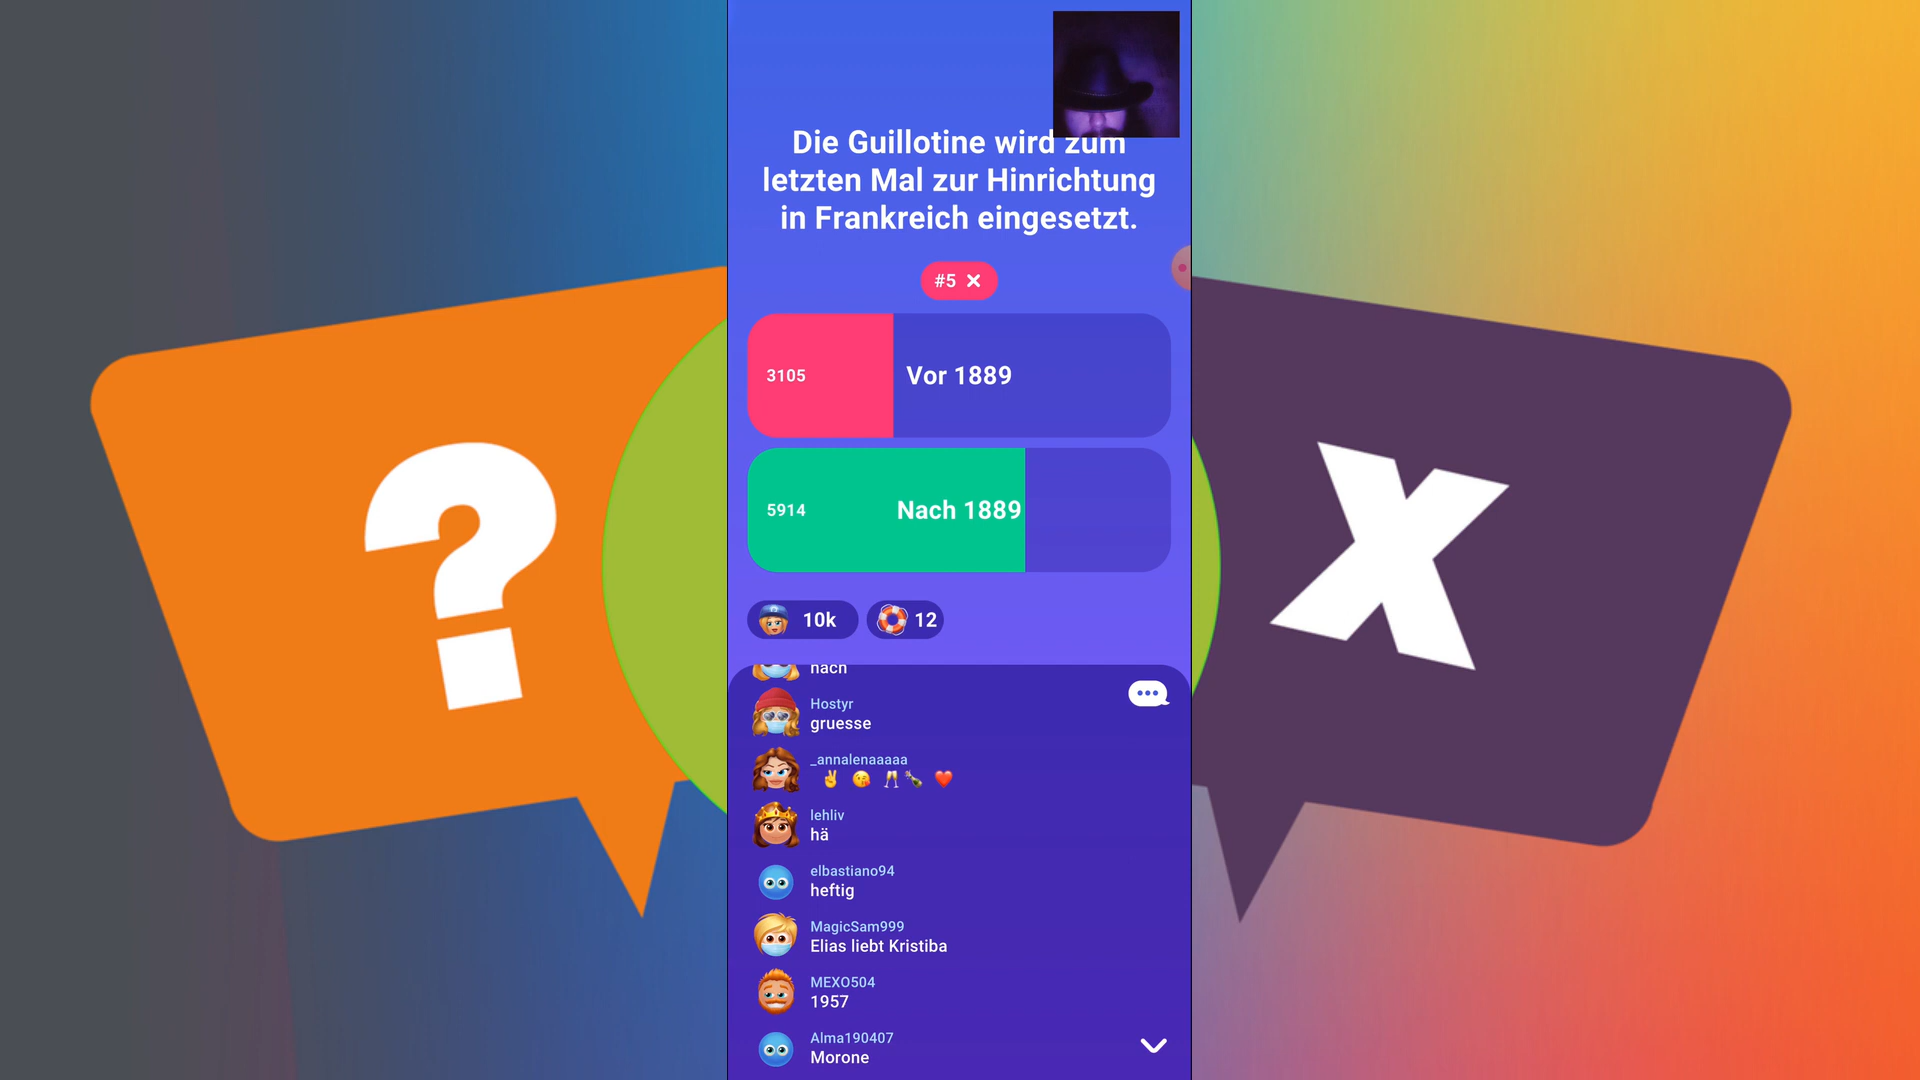 Die Guillotine wird zum
letzten Mal zur Hinrichtung
in Frankreich eingesetzt.
#5 ×
3105 Vor 1889
5914 Nach 1889
10k 12
nach
Hostyr
gruesse
_annalenaaaaa
✌️ 😘 🥂🍾 ❤️
lehliv
hä
elbastiano94
heftig
MagicSam999
Elias liebt Kristiba
MEXO504
1957
Alma190407
Morone
? X